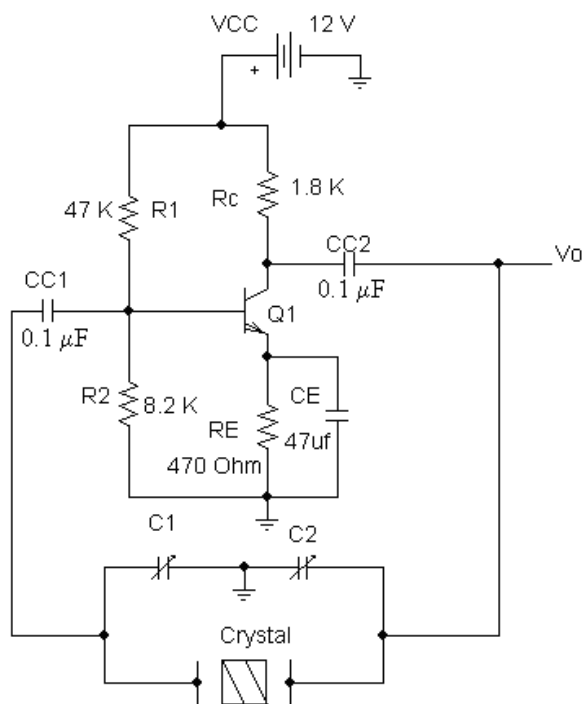 VCC 12 V
+
47 K R1 Rc 1.8 K
CC1 CC2 Vo
0.1 μF 0.1 μF
Q1
R2 8.2 K CE
RE 47uf
470 Ohm
C1 C2
Crystal